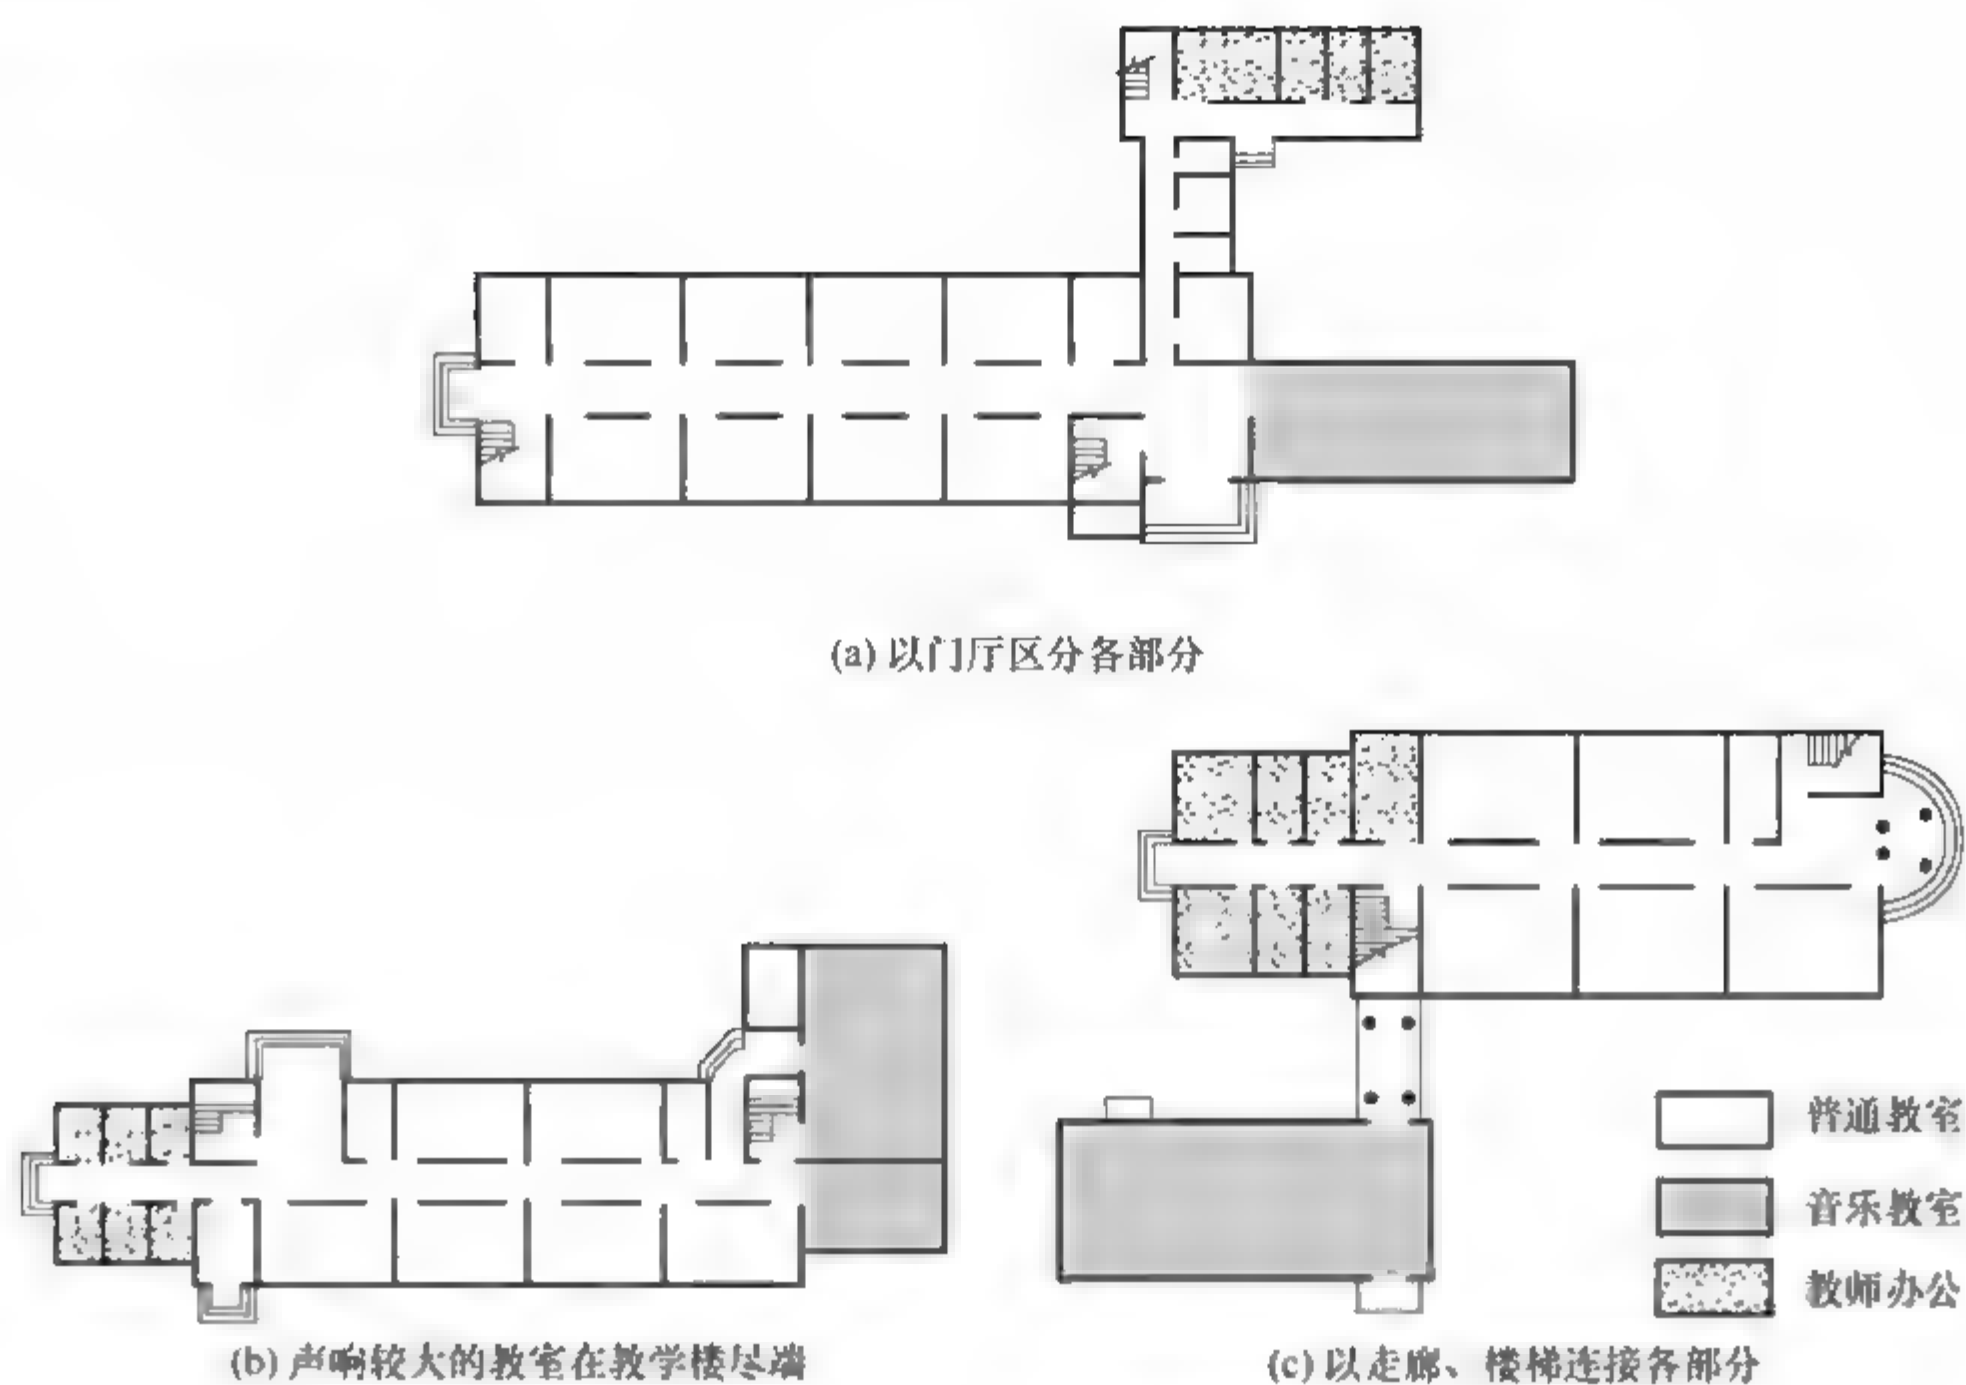 (a) 以门厅区分各部分
普通教室
音乐教室
教师办公
(b) 声响较大的教室在教学楼尽端
(c) 以走廊、楼梯连接各部分